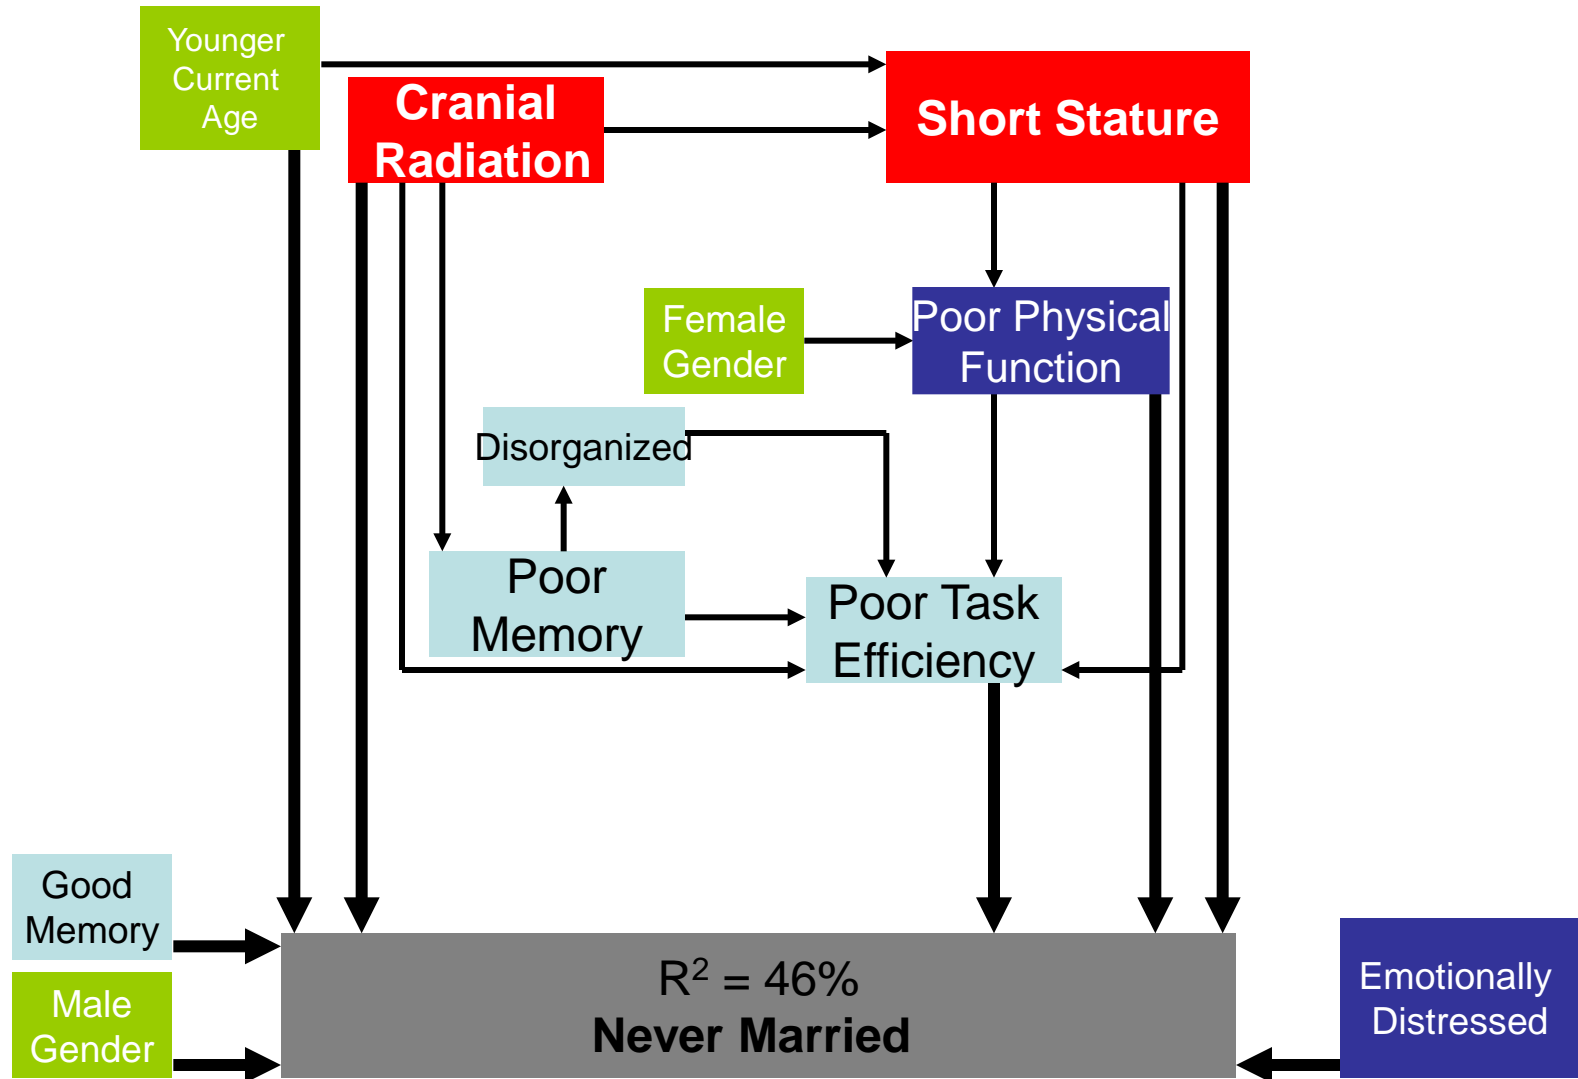 Younger
Current
Age
Cranial
Radiation
Short Stature
Female
Gender
Poor Physical
Function
Disorganized
Poor
Memory
Poor Task
Efficiency
Good
Memory
Male
Gender
R² = 46%
Never Married
Emotionally
Distressed